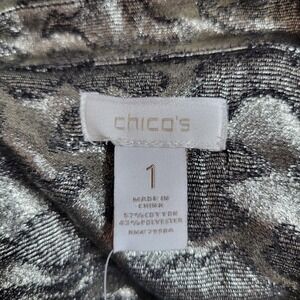 chico's
1
MADE IN
CHINA
57% COTTON
43% POLYESTER